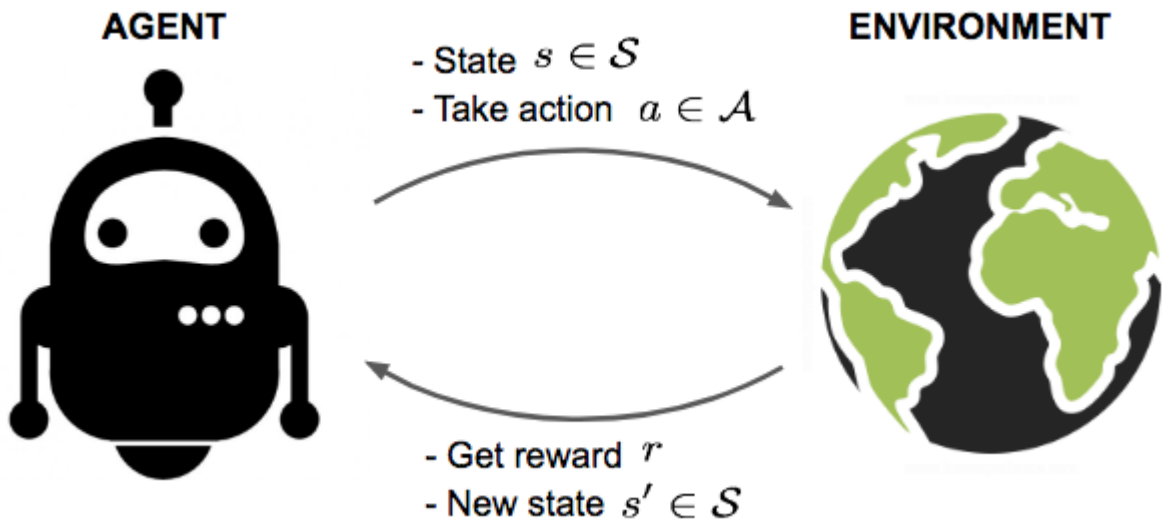 AGENT
ENVIRONMENT
- State s ∈ 𝒮
- Take action a ∈ 𝒜
- Get reward r
- New state s′ ∈ 𝒮